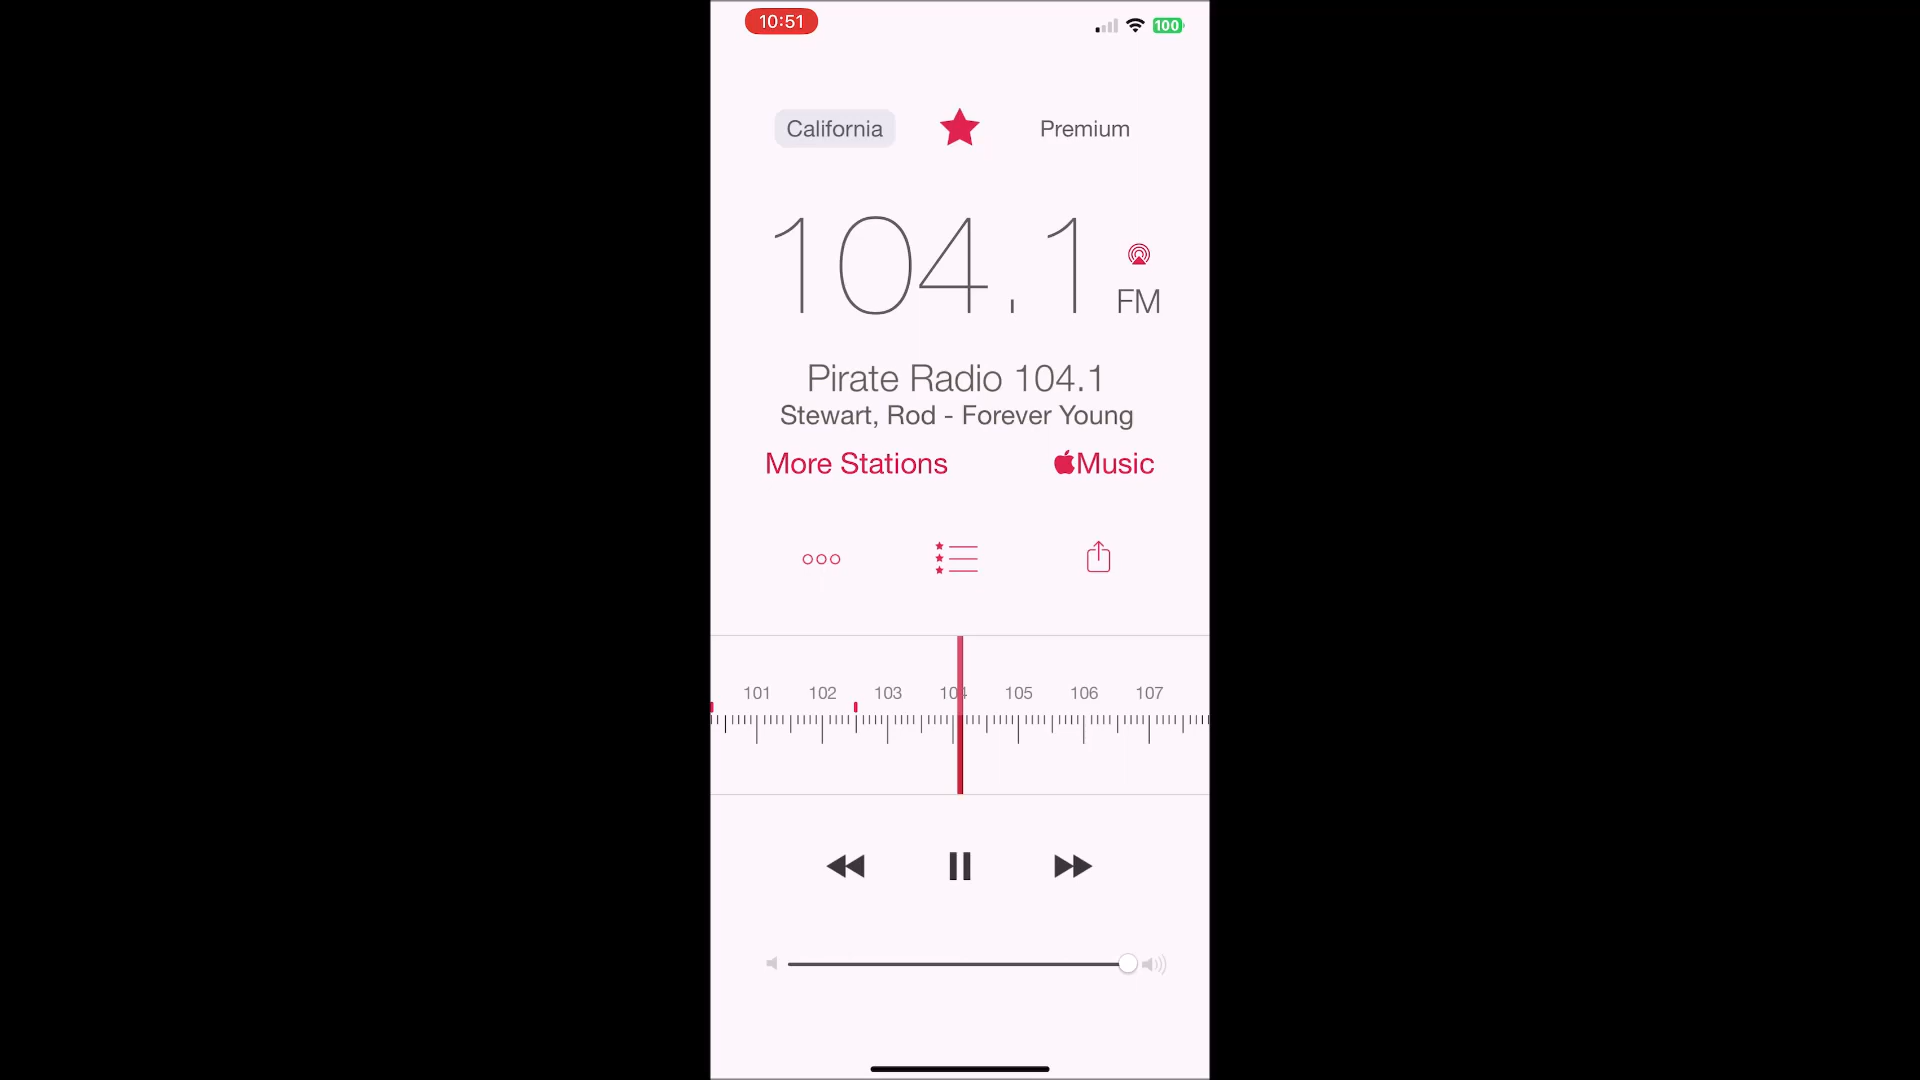 10:51
100
California
Premium
104.1
FM
Pirate Radio 104.1
Stewart, Rod - Forever Young
More Stations
Music
101 102 103 104 105 106 107